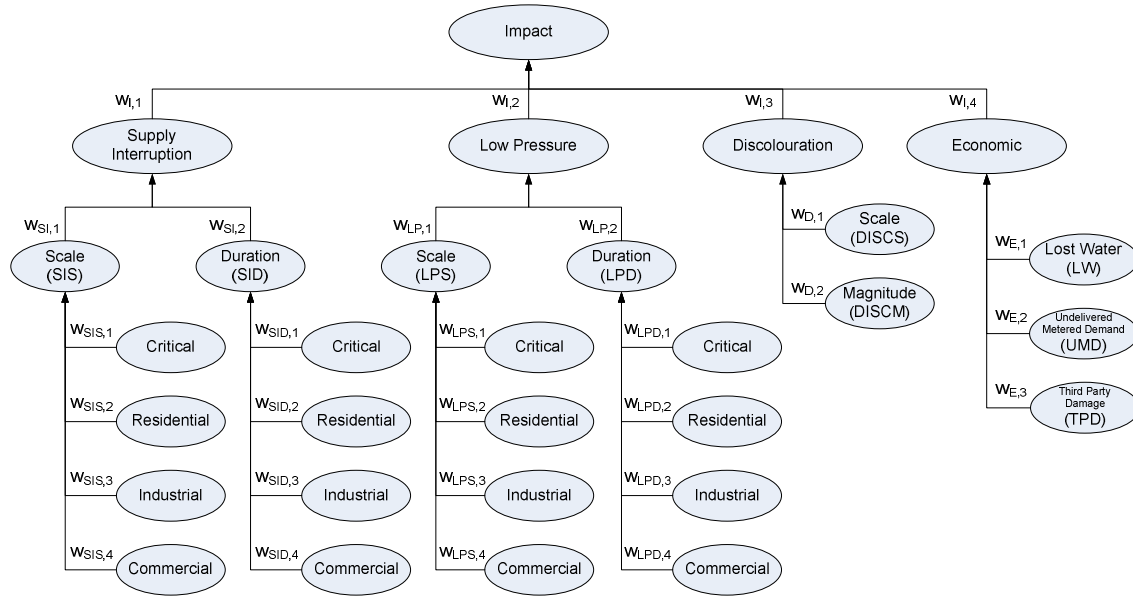 Impact
WI,1
WI,2
WI,3
WI,4
Supply
Interruption
Low Pressure
Discolouration
Economic
WSI,1
WSI,2
WLP,1
WLP,2
WD,1
Scale
(DISCS)
WD,2
Magnitude
(DISCM)
WE,1
Lost Water
(LW)
WE,2
Undelivered
Metered Demand
(UMD)
WE,3
Third Party
Damage
(TPD)
Scale
(SIS)
Duration
(SID)
Scale
(LPS)
Duration
(LPD)
WSIS,1
Critical
WSIS,2
Residential
WSIS,3
Industrial
WSIS,4
Commercial
WSID,1
Critical
WSID,2
Residential
WSID,3
Industrial
WSID,4
Commercial
WLPS,1
Critical
WLPS,2
Residential
WLPS,3
Industrial
WLPS,4
Commercial
WLPD,1
Critical
WLPD,2
Residential
WLPD,3
Industrial
WLPD,4
Commercial